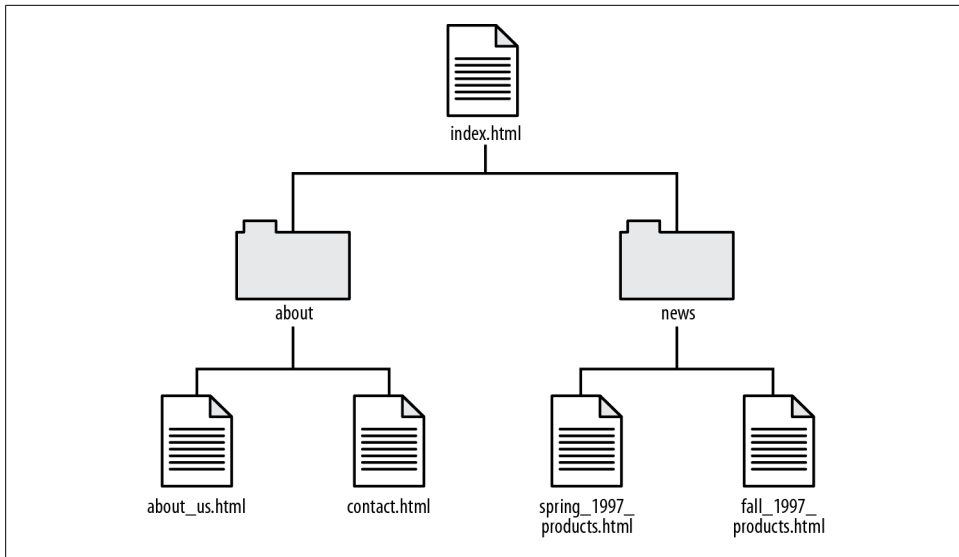 index.html
about
news
about_us.html
contact.html
spring_1997_
products.html
fall_1997_
products.html